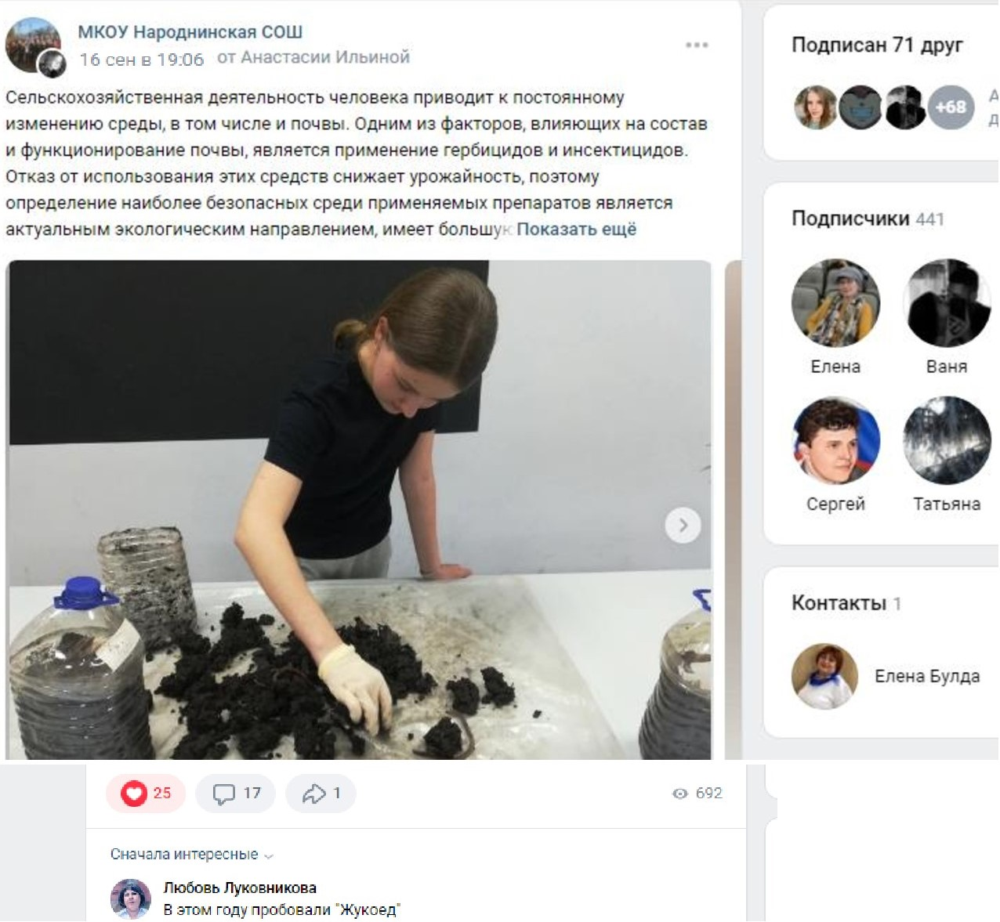 МКОУ Народнинская СОШ
16 сен в 19:06 от Анастасии Ильиной
Сельскохозяйственная деятельность человека приводит к постоянному
изменению среды, в том числе и почвы. Одним из факторов, влияющих на состав
и функционирование почвы, является применение гербицидов и инсектицидов.
Отказ от использования этих средств снижает урожайность, поэтому
определение наиболее безопасных среди применяемых препаратов является
актуальным экологическим направлением, имеет большую Показать ещё
Подписан 71 друг
+68
Подписчики 441
Елена
Ваня
Сергей
Татьяна
Контакты 1
Елена Булда
25
17
1
692
Сначала интересные
Любовь Луковникова
В этом году пробовали "Жукоед"